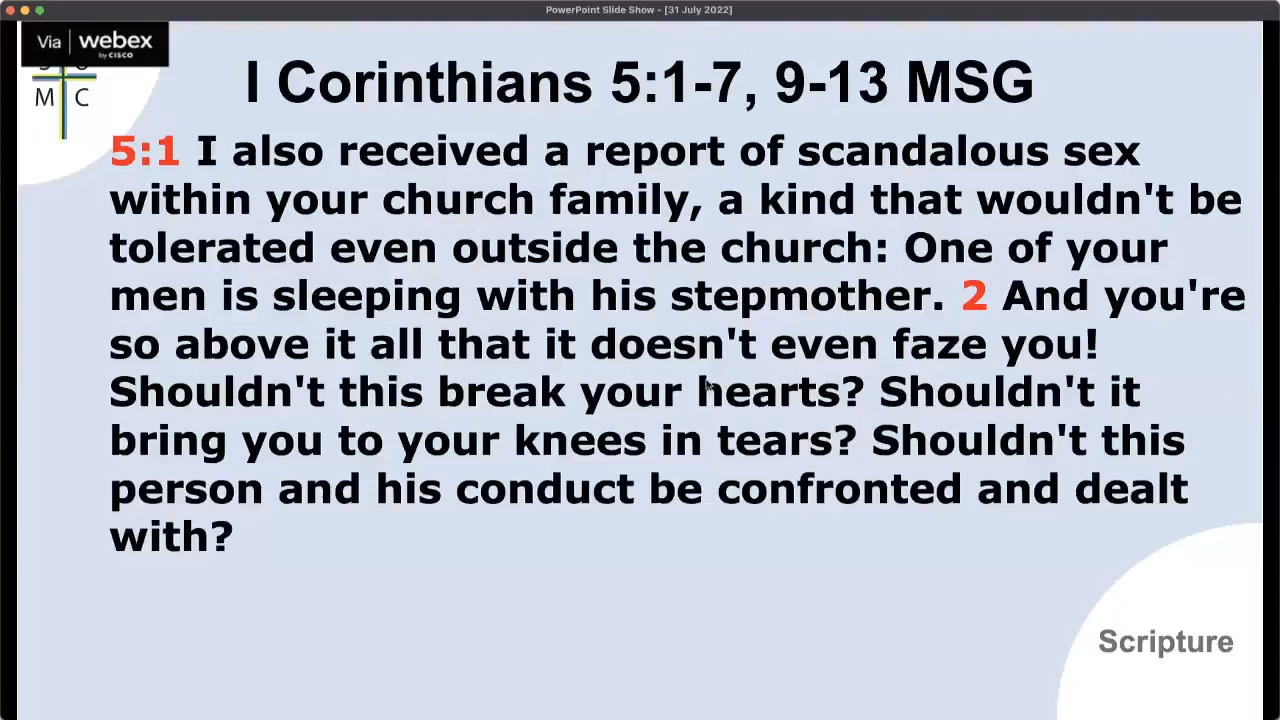 PowerPoint Slide Show - [31 July 2022]
Via webex
by CISCO
M C
I Corinthians 5:1-7, 9-13 MSG
5:1 I also received a report of scandalous sex
within your church family, a kind that wouldn't be
tolerated even outside the church: One of your
men is sleeping with his stepmother. 2 And you're
so above it all that it doesn't even faze you!
Shouldn't this break your hearts? Shouldn't it
bring you to your knees in tears? Shouldn't this
person and his conduct be confronted and dealt
with?
Scripture